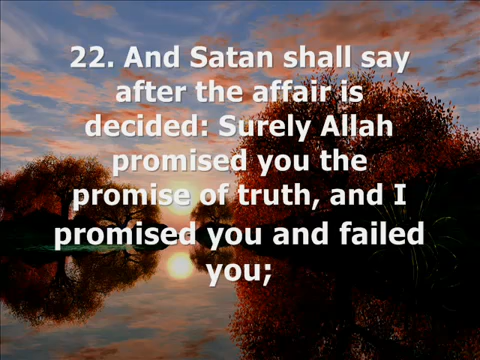 22. And Satan shall say
after the affair is
decided: Surely Allah
promised you the
promise of truth, and I
promised you and failed
you;